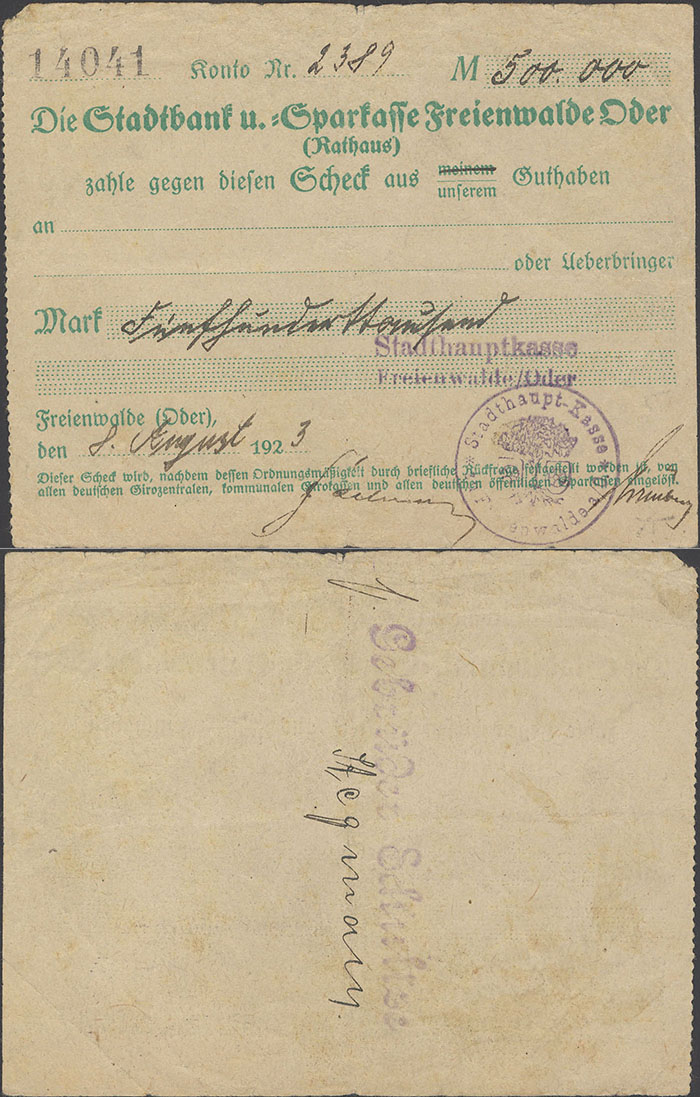 14041 Konto Nr. 2389 M 500.000
Die Stadtbank u.-Sparkasse Freienwalde Oder
(Rathaus)
zahle gegen diesen Scheck aus meinem unserem Guthaben
an
oder Ueberbringer
Mark Fünfhunderttausend
Stadthauptkasse
Freienwalde/Oder
Freienwalde (Oder),
den 8. August 1923
Stadthaupt-Kasse
Dieser Scheck wird, nachdem dessen Ordnungsmäßigkeit durch briefliche Rückfrage festgestellt worden ist, von
allen deutschen Girozentralen, kommunalen Girokassen und allen deutschen öffentlichen Sparkassen eingelöst.
Gebrüder